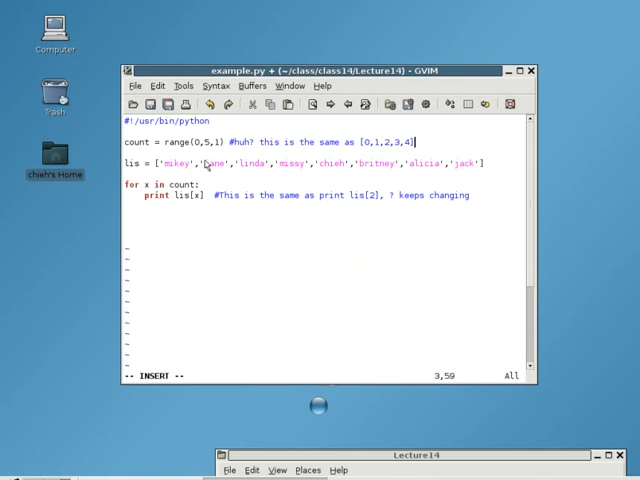 Computer
Trash
chieh's Home
example.py + (~/class/class14/Lecture14) - GVIM
File Edit Tools Syntax Buffers Window Help
#!/usr/bin/python
count = range(0,5,1) #huh? this is the same as [0,1,2,3,4]
lis = ['mikey','jane','linda','missy','chieh','britney','alicia','jack']
for x in count:
print lis[x] #This is the same as print lis[2], ? keeps changing
~
~
~
~
~
~
~
~
~
~
~
~
-- INSERT -- 3,59 All
Lecture14
File Edit View Places Help